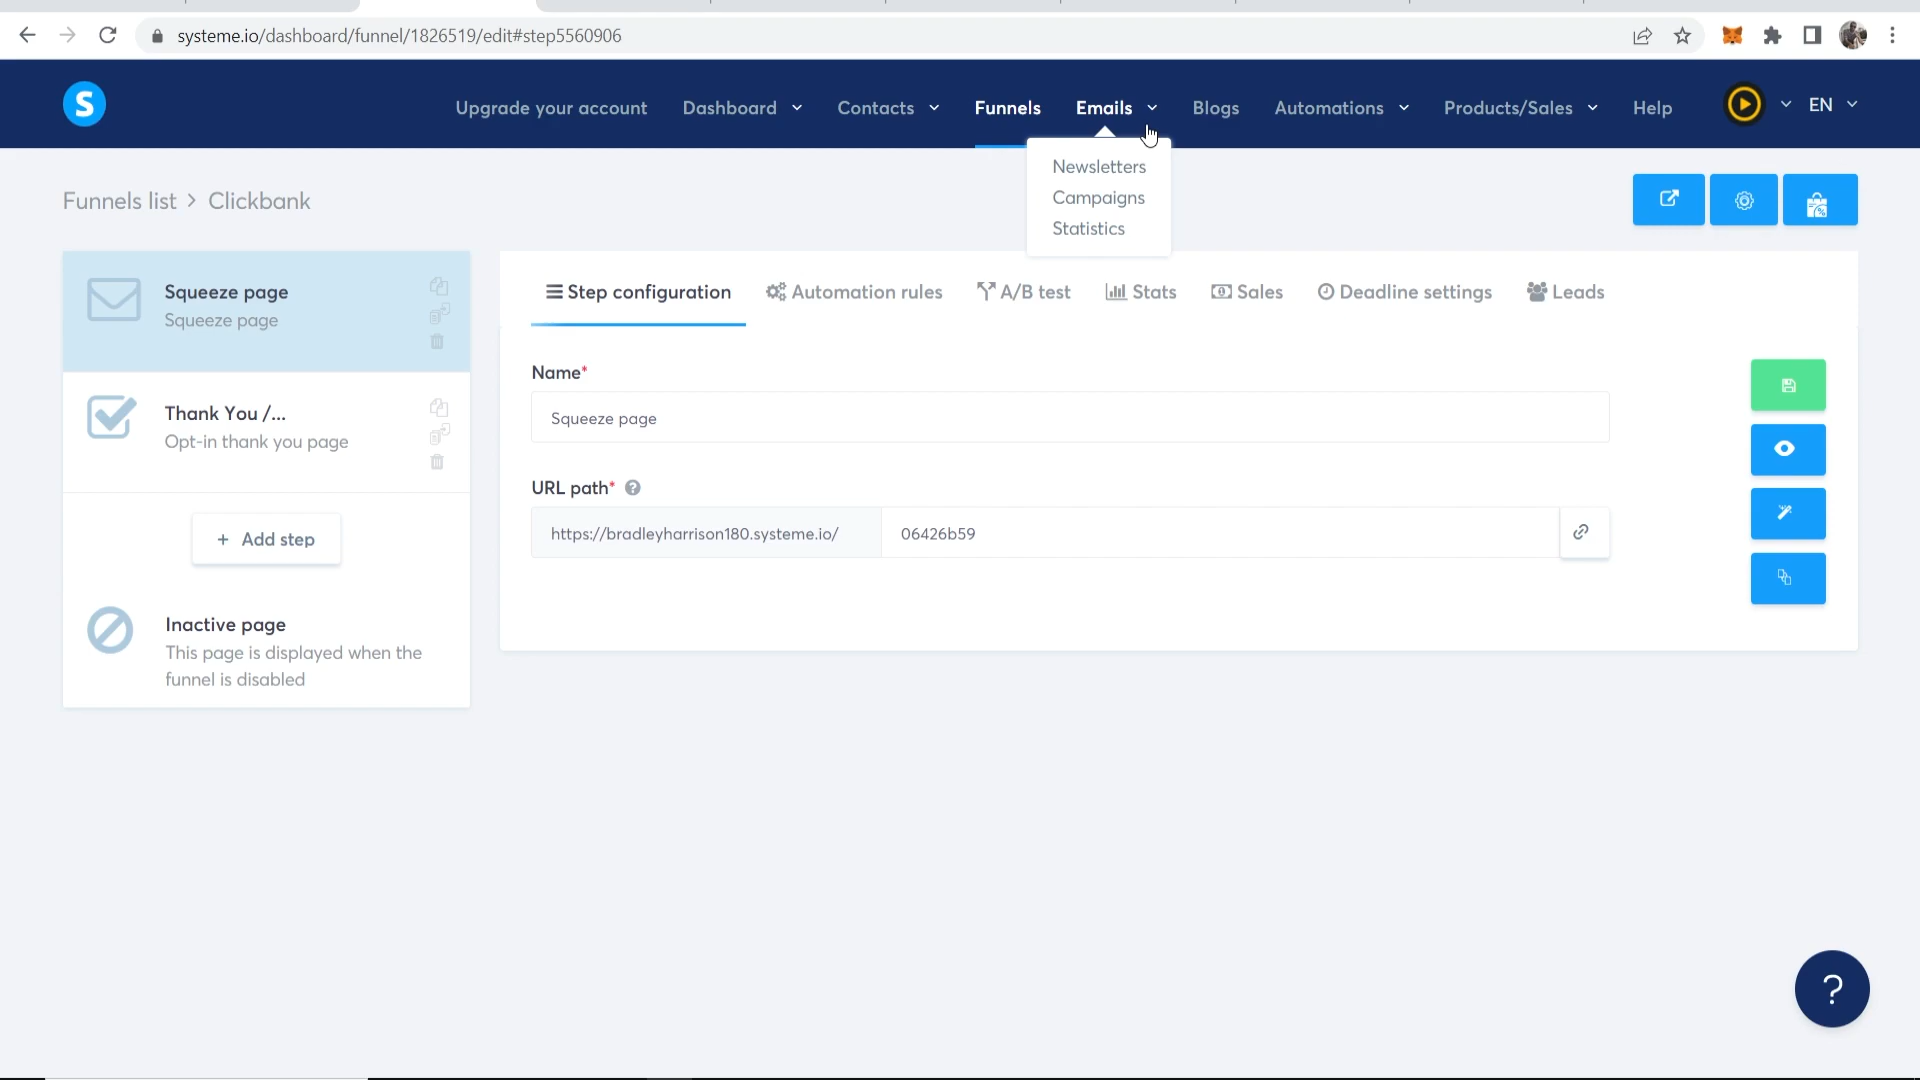 systeme.io/dashboard/funnel/1826519/edit#step5560906
S
Upgrade your account
Dashboard
Contacts
Funnels
Emails
Blogs
Automations
Products/Sales
Help
EN
Newsletters
Campaigns
Statistics
Funnels list > Clickbank
Squeeze page
Squeeze page
Thank You /...
Opt-in thank you page
+ Add step
Inactive page
This page is displayed when the
funnel is disabled
Step configuration
Automation rules
A/B test
Stats
Sales
Deadline settings
Leads
Name*
Squeeze page
URL path* ?
https://bradleyharrison180.systeme.io/
06426b59
?